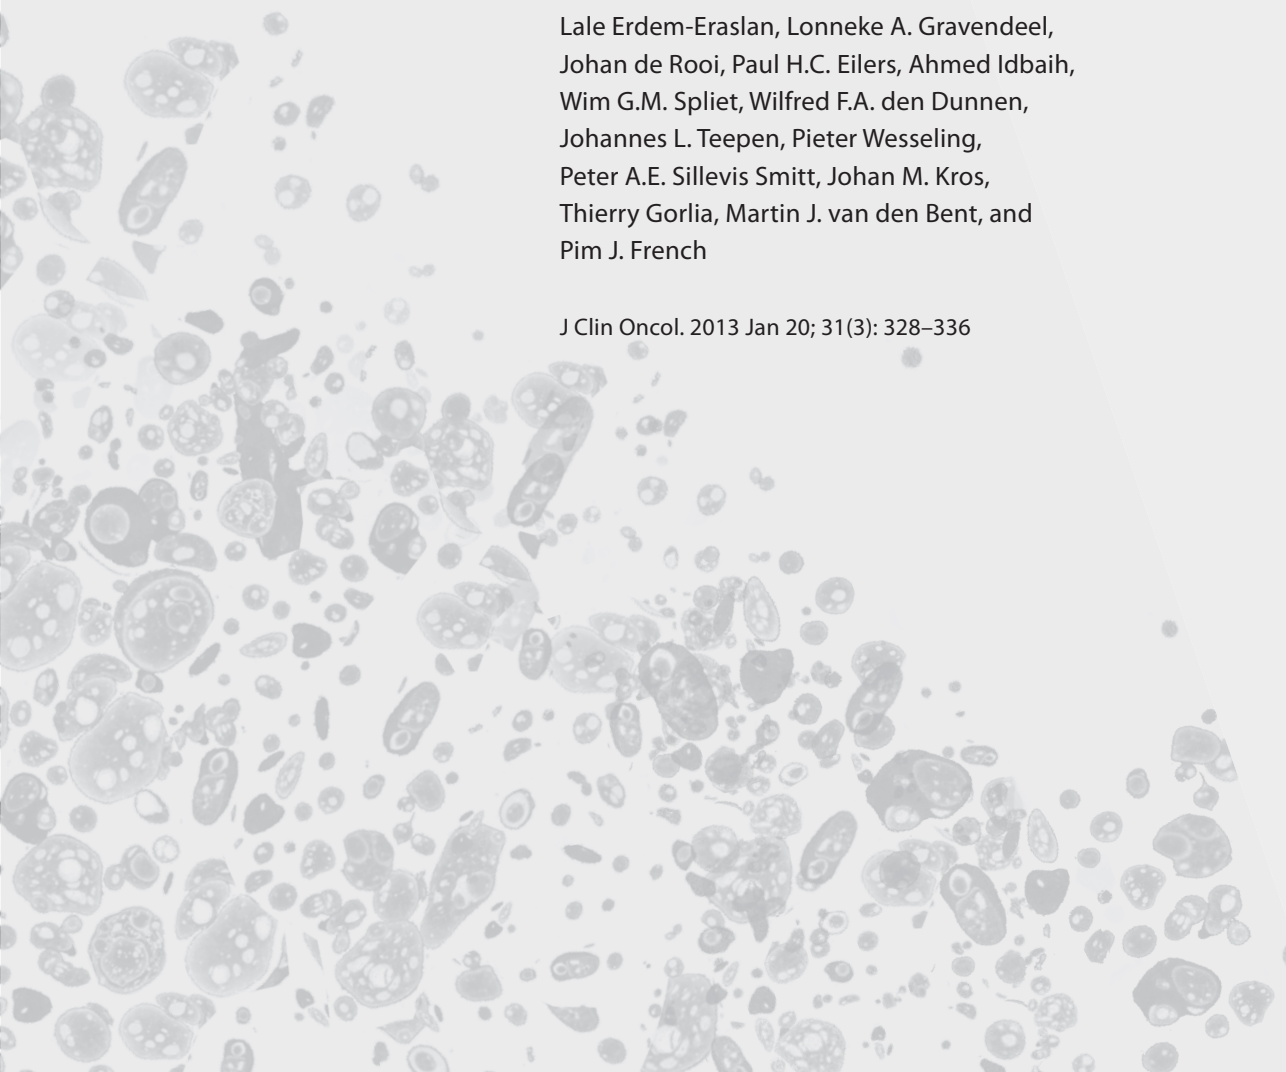 Lale Erdem-Eraslan, Lonneke A. Gravendeel,
Johan de Rooi, Paul H.C. Eilers, Ahmed Idbaih,
Wim G.M. Spliet, Wilfred F.A. den Dunnen,
Johannes L. Teepen, Pieter Wesseling,
Peter A.E. Sillevis Smitt, Johan M. Kros,
Thierry Gorlia, Martin J. van den Bent, and
Pim J. French
J Clin Oncol. 2013 Jan 20; 31(3): 328–336